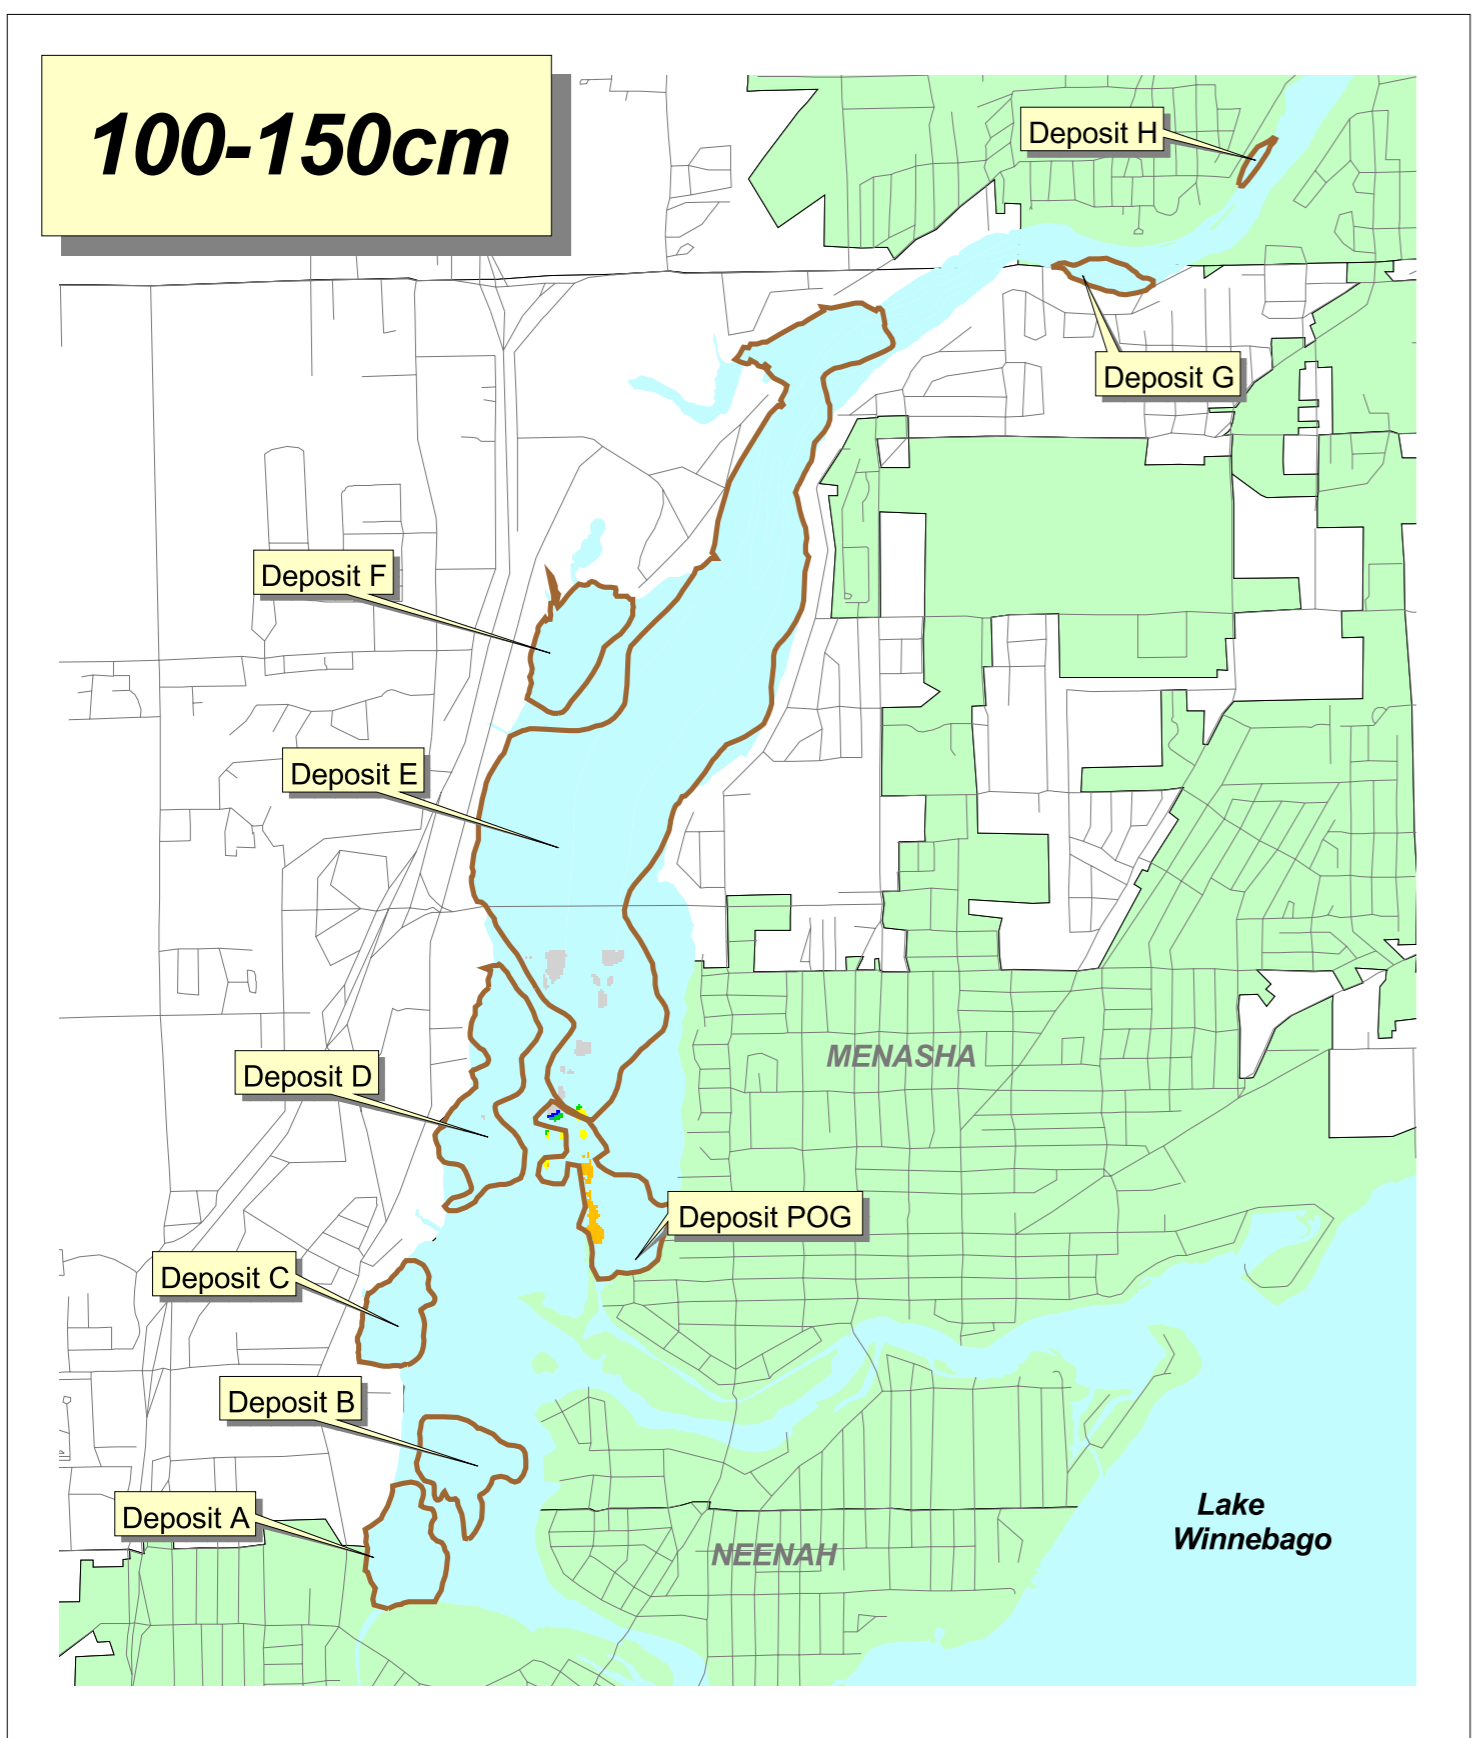 100-150cm
Deposit H
Deposit G
Deposit F
Deposit E
MENASHA
Deposit D
Deposit POG
Deposit C
Deposit B
Deposit A
Lake
Winnebago
NEENAH